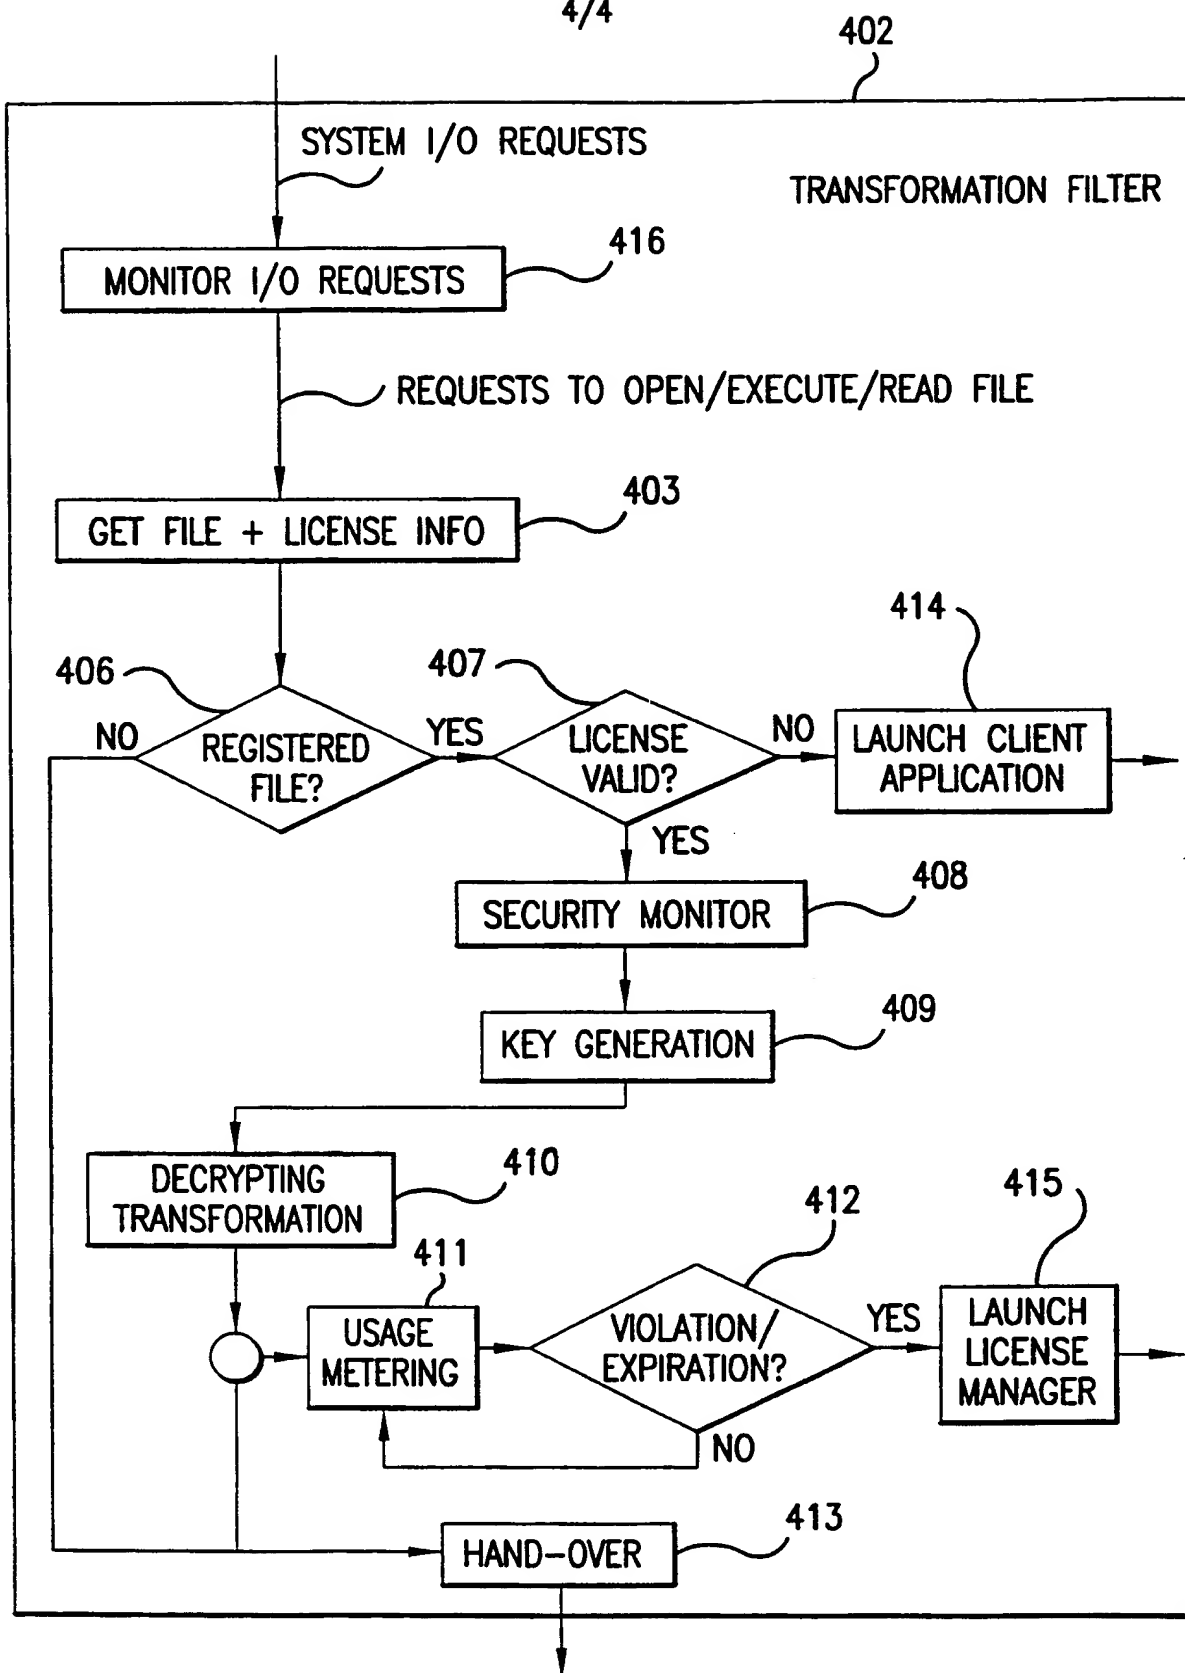 4/4
402
SYSTEM I/O REQUESTS
TRANSFORMATION FILTER
416
MONITOR I/O REQUESTS
REQUESTS TO OPEN/EXECUTE/READ FILE
403
GET FILE + LICENSE INFO
414
406
407
NO
REGISTERED
FILE?
YES
LICENSE
VALID?
NO
LAUNCH CLIENT
APPLICATION
YES
408
SECURITY MONITOR
409
KEY GENERATION
410
DECRYPTING
TRANSFORMATION
411
412
415
USAGE
METERING
VIOLATION/
EXPIRATION?
YES
LAUNCH
LICENSE
MANAGER
NO
413
HAND-OVER